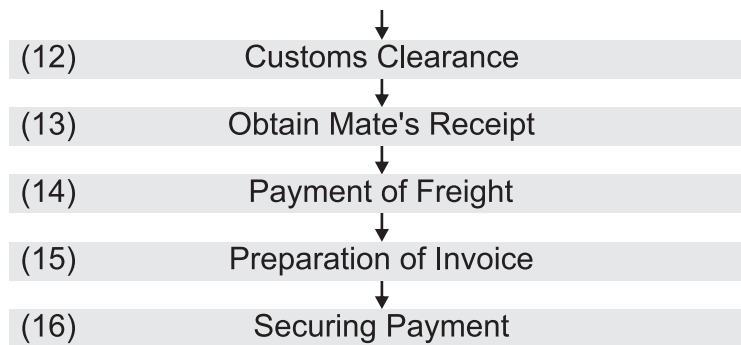 (12) Customs Clearance
(13) Obtain Mate's Receipt
(14) Payment of Freight
(15) Preparation of Invoice
(16) Securing Payment